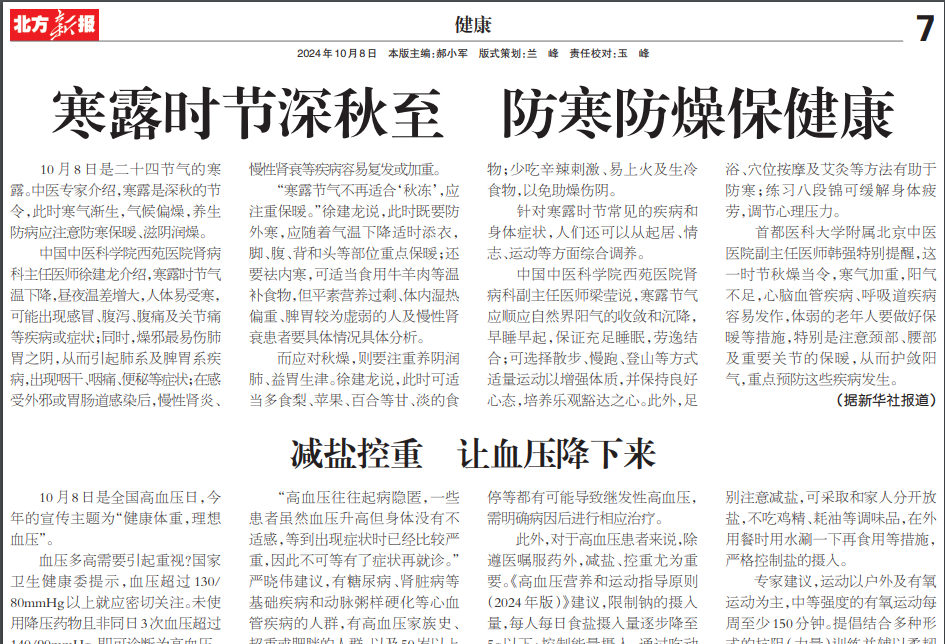 北方新报
健康
7
2024年10月8日 本版主编:郝小军 版式策划:兰 峰 责任校对:玉 峰
寒露时节深秋至 防寒防燥保健康
10月8日是二十四节气的寒
露。中医专家介绍,寒露是深秋的节
令,此时寒气渐生,气候偏燥,养生
防病应注意防寒保暖、滋阴润燥。
中国中医科学院西苑医院肾病
科主任医师徐建龙介绍,寒露时节气
温下降,昼夜温差增大,人体易受寒,
可能出现感冒、腹泻、腹痛及关节痛
等疾病或症状;同时,燥邪最易伤肺
胃之阴,从而引起肺系及脾胃系疾
病,出现咽干、咽痛、便秘等症状;在感
受外邪或胃肠道感染后,慢性肾炎、
慢性肾衰等疾病容易复发或加重。
“寒露节气不再适合‘秋冻’,应
注重保暖。”徐建龙说,此时既要防
外寒,应随着气温下降适时添衣,
脚、腹、背和头等部位重点保暖;还
要祛内寒,可适当食用牛羊肉等温
补食物,但平素营养过剩、体内湿热
偏重、脾胃较为虚弱的人及慢性肾
衰患者要具体情况具体分析。
而应对秋燥,则要注重养阴润
肺、益胃生津。徐建龙说,此时可适
当多食梨、苹果、百合等甘、淡的食
物;少吃辛辣刺激、易上火及生冷
食物,以免助燥伤阴。
针对寒露时节常见的疾病和
身体症状,人们还可以从起居、情
志、运动等方面综合调养。
中国中医科学院西苑医院肾
病科副主任医师梁莹说,寒露节气
应顺应自然界阳气的收敛和沉降,
早睡早起,保证充足睡眠,劳逸结
合;可选择散步、慢跑、登山等方式
适量运动以增强体质,并保持良好
心态,培养乐观豁达之心。此外,足
浴、穴位按摩及艾灸等方法有助于
防寒;练习八段锦可缓解身体疲
劳,调节心理压力。
首都医科大学附属北京中医
医院副主任医师韩强特别提醒,这
一时节秋燥当令,寒气加重,阳气
不足,心脑血管疾病、呼吸道疾病
容易发作,体弱的老年人要做好保
暖等措施,特别是注意颈部、腰部
及重要关节的保暖,从而护敛阳
气,重点预防这些疾病发生。
(据新华社报道)
减盐控重 让血压降下来
10月8日是全国高血压日,今
年的宣传主题为“健康体重,理想
血压”。
血压多高需要引起重视?国家
卫生健康委提示,血压超过130/
80mmHg以上就应密切关注。未使
用降压药物且非同日3次血压超过
140/90mmHg,即可诊断为高血压,
“高血压往往起病隐匿,一些
患者虽然血压升高但身体没有不
适感,等到出现症状时已经比较严
重,因此不可等有了症状再就诊。”
严晓伟建议,有糖尿病、肾脏病等
基础疾病和动脉粥样硬化等心血
管疾病的人群,有高血压家族史、
超重或肥胖的人群,以及50岁以上
停等都有可能导致继发性高血压,
需明确病因后进行相应治疗。
此外,对于高血压患者来说,除
遵医嘱服药外,减盐、控重尤为重
要。《高血压营养和运动指导原则
(2024年版)》建议,限制钠的摄入
量,每人每日食盐摄入量逐步降至
5g以下;控制能量摄入,通过吃动
别注意减盐,可采取和家人分开放
盐,不吃鸡精、耗油等调味品,在外
用餐时用水涮一下再食用等措施,
严格控制盐的摄入。
专家建议,运动以户外及有氧
运动为主,中等强度的有氧运动每
周至少150分钟。提倡结合多种形
式的抗阻(力量)训练并辅以柔韧